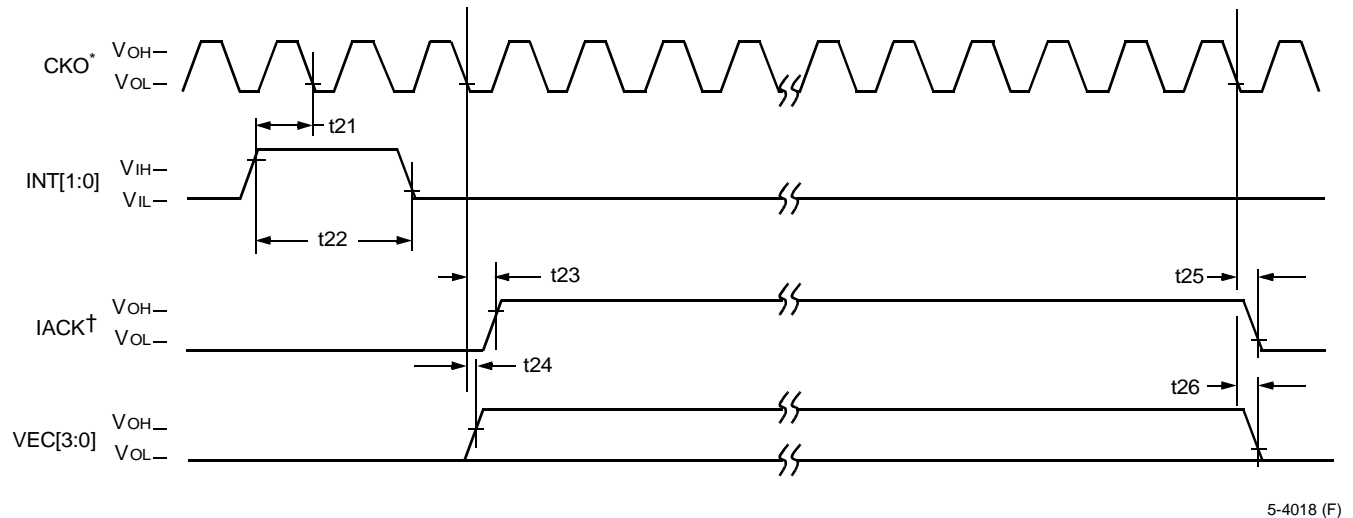 CKO*
VOH
VOL
t21
INT[1:0]
VIH
VIL
t22
t23
t25
IACK†
VOH
VOL
t24
t26
VEC[3:0]
VOH
VOL
5-4018 (F)